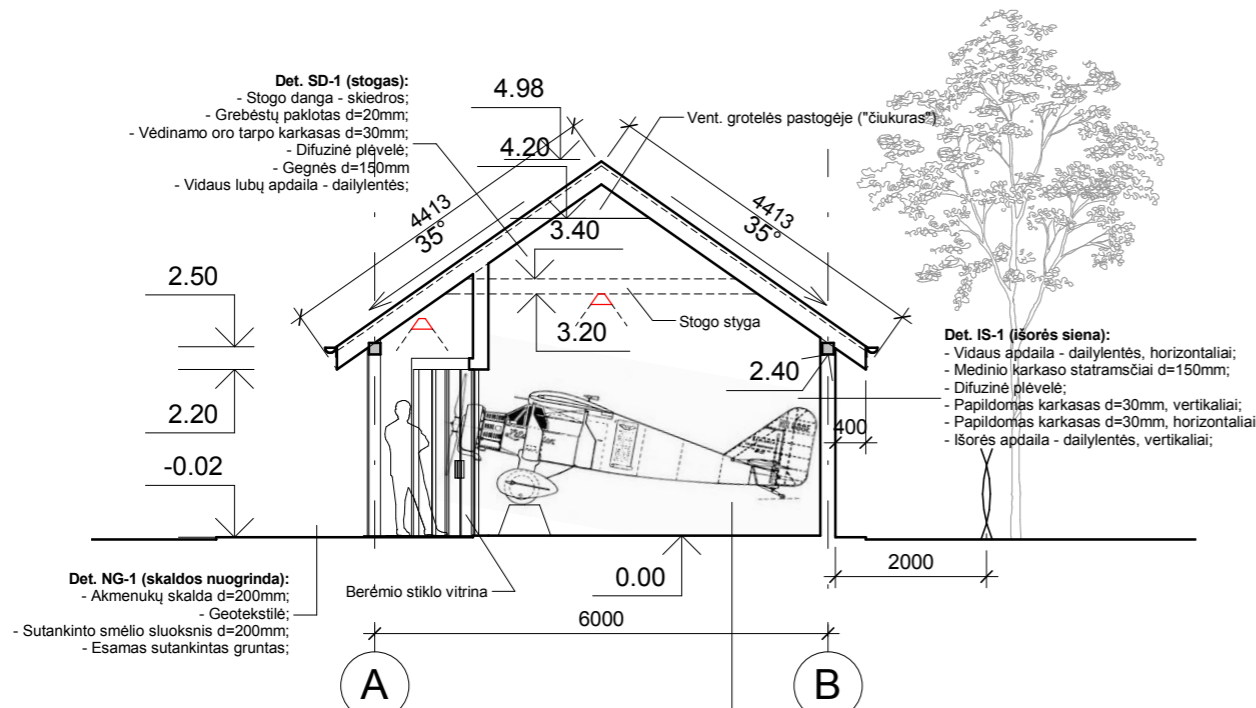 Det. SD-1 (stogas):
- Stogo danga - skiedros;
- Grebėstų paklotas d=20mm;
- Vėdinamo oro tarpo karkasas d=30mm;
- Difuzinė plėvelė;
- Gegnės d=150mm
- Vidaus lubų apdaila - dailylentės;
4.98
4.20
Vent. grotelės pastogėje ("čiukuras")
4413
35°
4413
35°
3.40
2.50
3.20
Stogo styga
2.40
2.20
400
-0.02
Det. IS-1 (išorės siena):
- Vidaus apdaila - dailylentės, horizontaliai;
- Medinio karkaso statramsčiai d=150mm;
- Difuzinė plėvelė;
- Papildomas karkasas d=30mm, vertikaliai;
- Papildomas karkasas d=30mm, horizontaliai
- Išorės apdaila - dailylentės, vertikaliai;
Det. NG-1 (skaldos nuogrinda):
- Akmenukų skalda d=200mm;
- Geotekstilė;
- Sutankinto smėlio sluoksnis d=200mm;
- Esamas sutankintas gruntas;
Berėmio stiklo vitrina
0.00
2000
6000
A
B